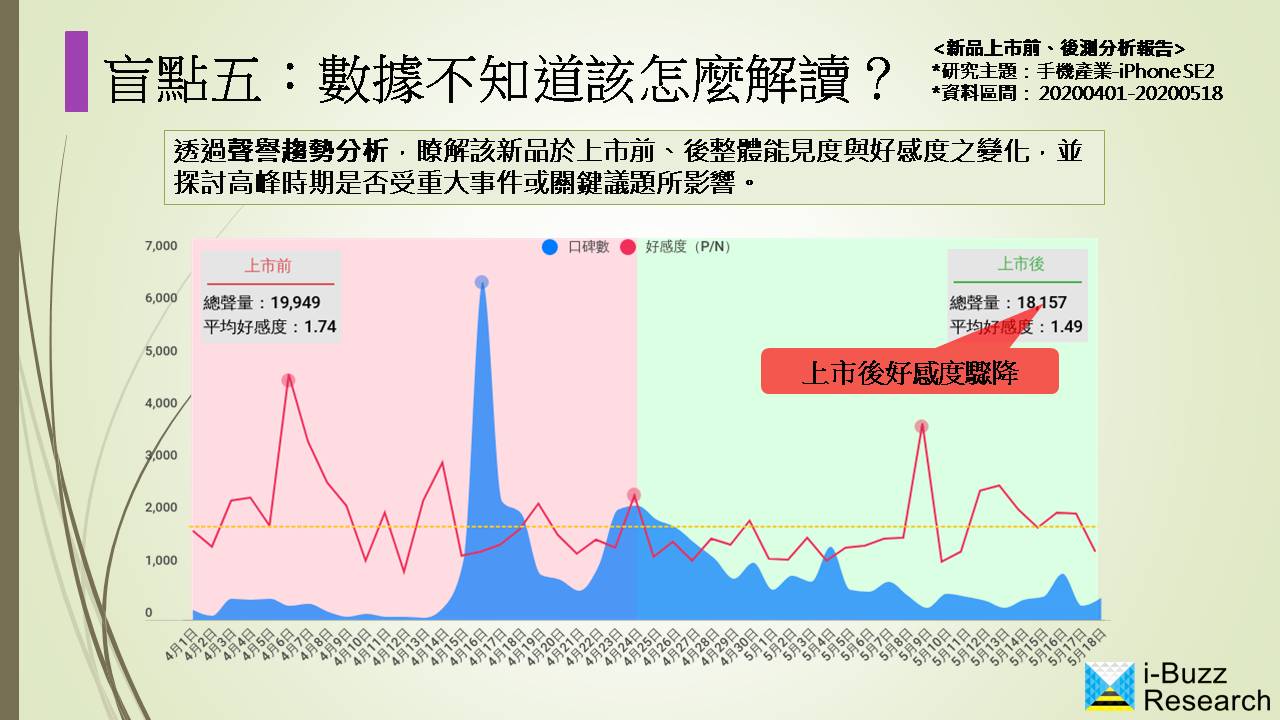 盲點五：數據不知道該怎麼解讀？
<新品上市前、後測分析報告>
*研究主題：手機產業-iPhone SE2
*資料區間： 20200401-20200518
透過聲譽趨勢分析，瞭解該新品於上市前、後整體能見度與好感度之變化，並
探討高峰時期是否受重大事件或關鍵議題所影響。
口碑數
好感度（P/N）
7,000
6,000
5,000
4,000
3,000
2,000
1,000
0
上市前
總聲量：19,949
平均好感度：1.74
上市後
總聲量：18,157
平均好感度：1.49
上市後好感度驟降
4月1日
4月2日
4月3日
4月4日
4月5日
4月6日
4月7日
4月8日
4月9日
4月10日
4月11日
4月12日
4月13日
4月14日
4月15日
4月16日
4月17日
4月18日
4月19日
4月20日
4月21日
4月22日
4月23日
4月24日
4月25日
4月26日
4月27日
4月28日
4月29日
4月30日
5月1日
5月2日
5月3日
5月4日
5月5日
5月6日
5月7日
5月8日
5月9日
5月10日
5月11日
5月12日
5月13日
5月14日
5月15日
5月16日
5月17日
5月18日
i-Buzz
Research